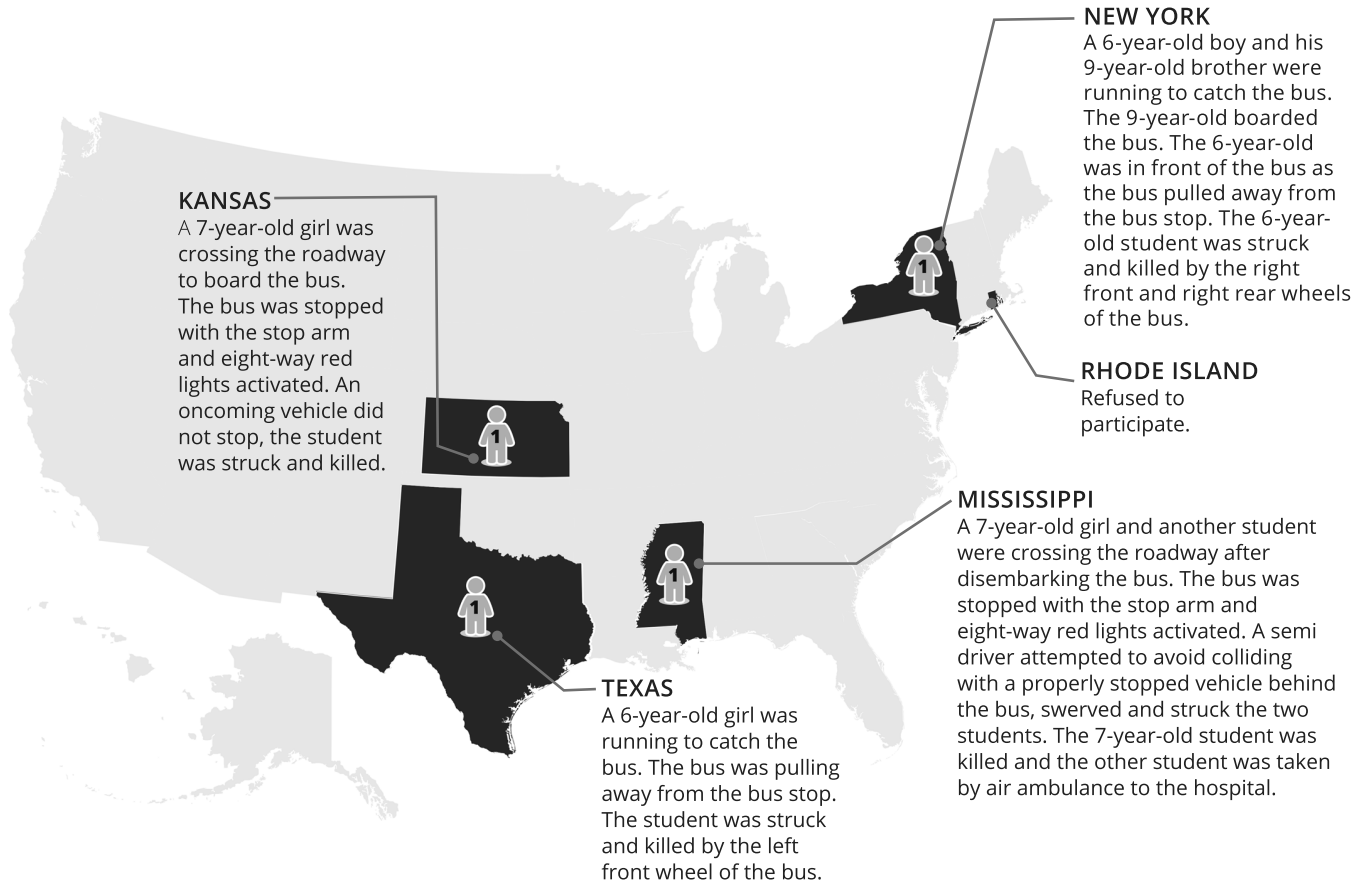 NEW YORK
A 6-year-old boy and his
9-year-old brother were
running to catch the bus.
The 9-year-old boarded
the bus. The 6-year-old
was in front of the bus as
the bus pulled away from
the bus stop. The 6-year-
old student was struck
and killed by the right
front and right rear wheels
of the bus.
KANSAS
A 7-year-old girl was
crossing the roadway
to board the bus.
The bus was stopped
with the stop arm
and eight-way red
lights activated. An
oncoming vehicle did
not stop, the student
was struck and killed.
1
1
RHODE ISLAND
Refused to
participate.
MISSISSIPPI
A 7-year-old girl and another student
were crossing the roadway after
disembarking the bus. The bus was
stopped with the stop arm and
eight-way red lights activated. A semi
driver attempted to avoid colliding
with a properly stopped vehicle behind
the bus, swerved and struck the two
students. The 7-year-old student was
killed and the other student was taken
by air ambulance to the hospital.
1
1
TEXAS
A 6-year-old girl was
running to catch the
bus. The bus was pulling
away from the bus stop.
The student was struck
and killed by the left
front wheel of the bus.